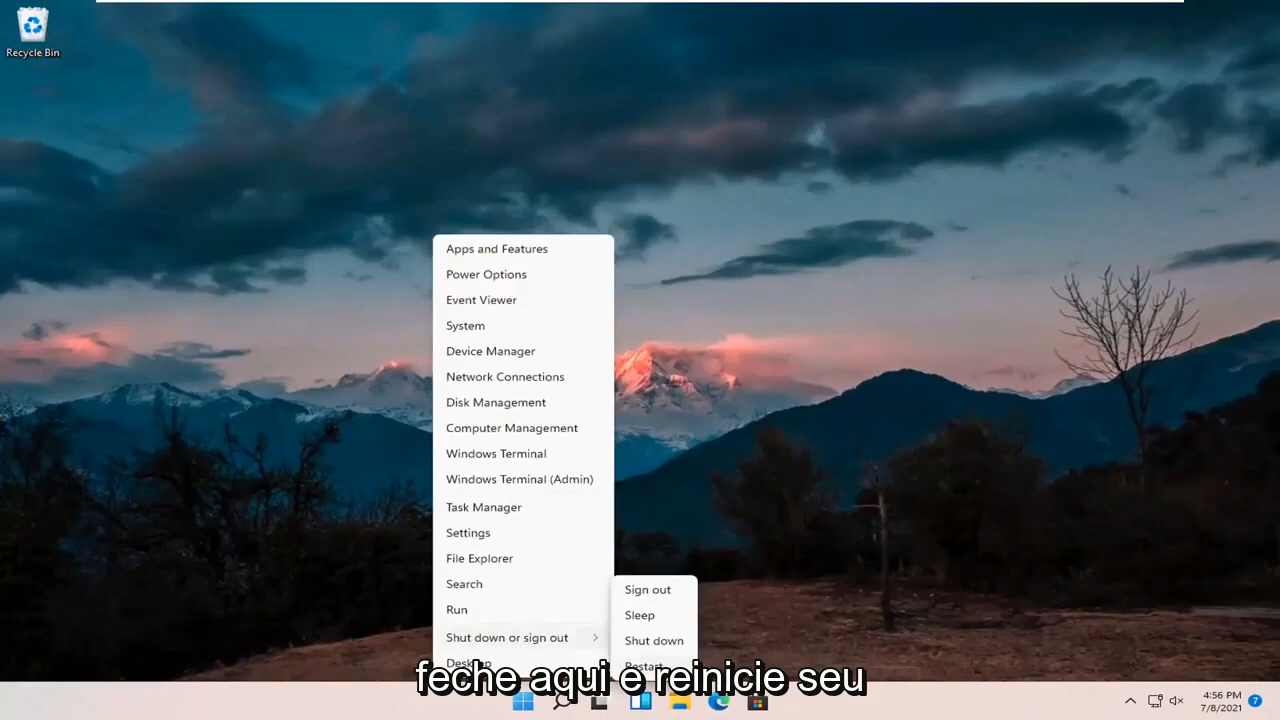 Recycle Bin
Apps and Features
Power Options
Event Viewer
System
Device Manager
Network Connections
Disk Management
Computer Management
Windows Terminal
Windows Terminal (Admin)
Task Manager
Settings
File Explorer
Search
Run
Shut down or sign out
Desktop
Sign out
Sleep
Shut down
Restart
feche aqui e reinicie seu
4:56 PM
7/8/2021
7